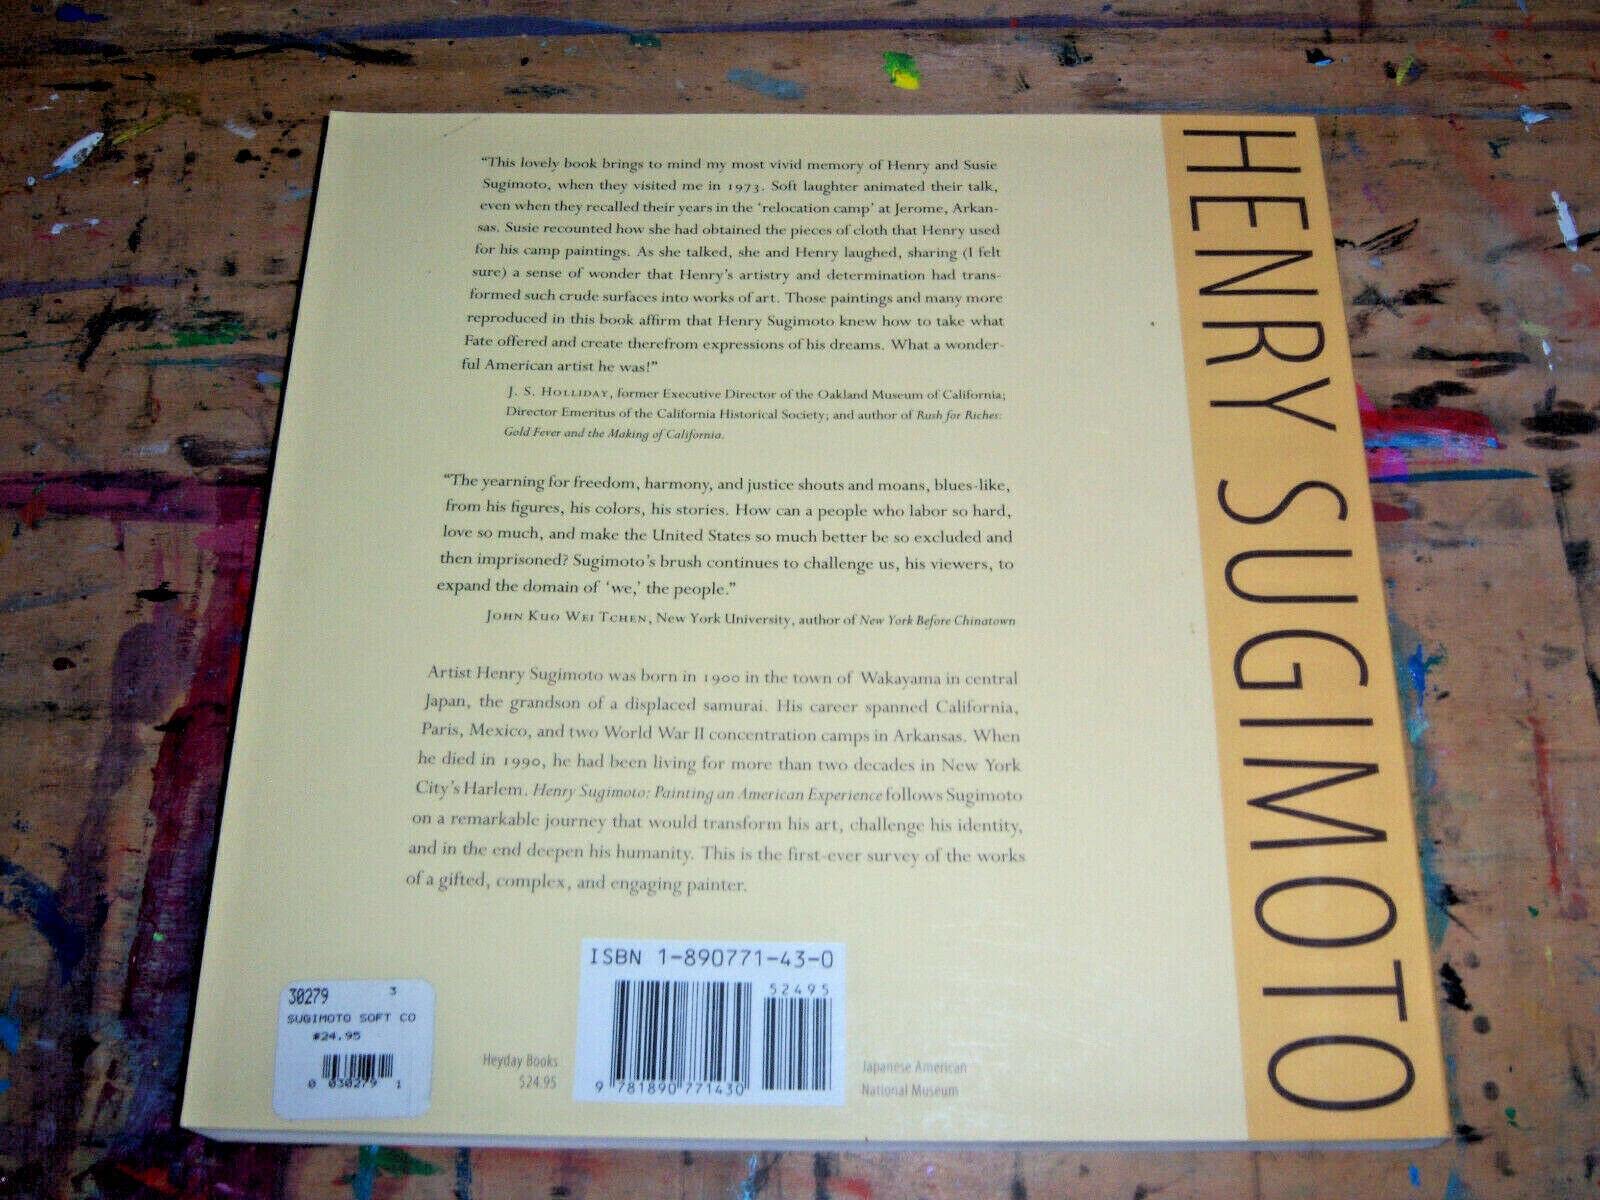 “This lovely book brings to mind my most vivid memory of Henry and Susie
Sugimoto, when they visited me in 1973. Soft laughter animated their talk,
even when they recalled their years in the ‘relocation camp’ at Jerome, Arkan-
sas. Susie recounted how she had obtained the pieces of cloth that Henry used
for his camp paintings. As she talked, she and Henry laughed, sharing (I felt
sure) a sense of wonder that Henry’s artistry and determination had trans-
formed such crude surfaces into works of art. Those paintings and many more
reproduced in this book affirm that Henry Sugimoto knew how to take what
Fate offered and create therefrom expressions of his dreams. What a wonder-
ful American artist he was!”
J. S. HOLLIDAY, former Executive Director of the Oakland Museum of California;
Director Emeritus of the California Historical Society; and author of Rush for Riches:
Gold Fever and the Making of California.
“The yearning for freedom, harmony, and justice shouts and moans, blues-like,
from his figures, his colors, his stories. How can a people who labor so hard,
love so much, and make the United States so much better be so excluded and
then imprisoned? Sugimoto’s brush continues to challenge us, his viewers, to
expand the domain of ‘we,’ the people.”
JOHN KUO WEI TCHEN, New York University, author of New York Before Chinatown
Artist Henry Sugimoto was born in 1900 in the town of Wakayama in central
Japan, the grandson of a displaced samurai. His career spanned California,
Paris, Mexico, and two World War II concentration camps in Arkansas. When
he died in 1990, he had been living for more than two decades in New York
City’s Harlem. Henry Sugimoto: Painting an American Experience follows Sugimoto
on a remarkable journey that would transform his art, challenge his identity,
and in the end deepen his humanity. This is the first-ever survey of the works
of a gifted, complex, and engaging painter.
30279 3
SUGIMOTO SOFT CO
$24.95
0 030279 1
Heyday Books
$24.95
ISBN 1-890771-43-0
52495
9 781890 771430
Japanese American
National Museum
HENRY SUGIMOTO